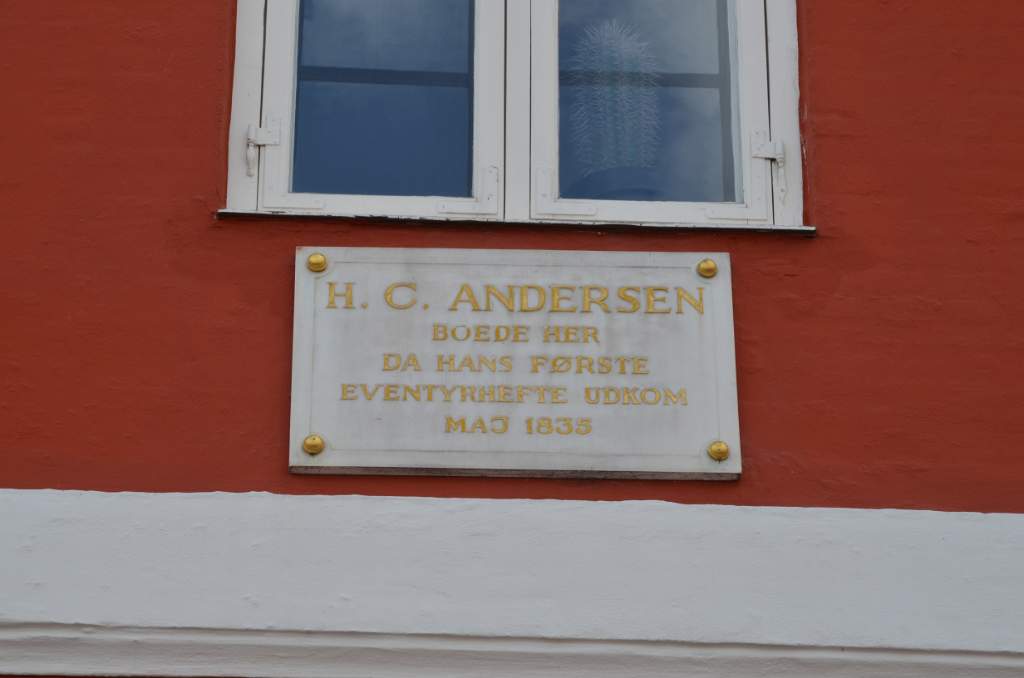 H. C. ANDERSEN
BOEDE HER
DA HANS FØRSTE
EVENTYRHEFTE UDKOM
MAJ 1835